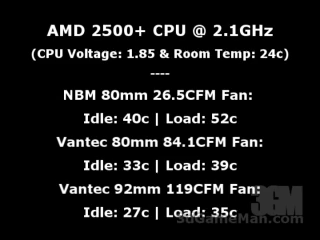 AMD 2500+ CPU @ 2.1GHz
(CPU Voltage: 1.85 & Room Temp: 24c)
----
NBM 80mm 26.5CFM Fan:
Idle: 40c | Load: 52c
Vantec 80mm 84.1CFM Fan:
Idle: 33c | Load: 39c
Vantec 92mm 119CFM Fan:
Idle: 27c | Load: 35c
3GM
3dGameMan.com